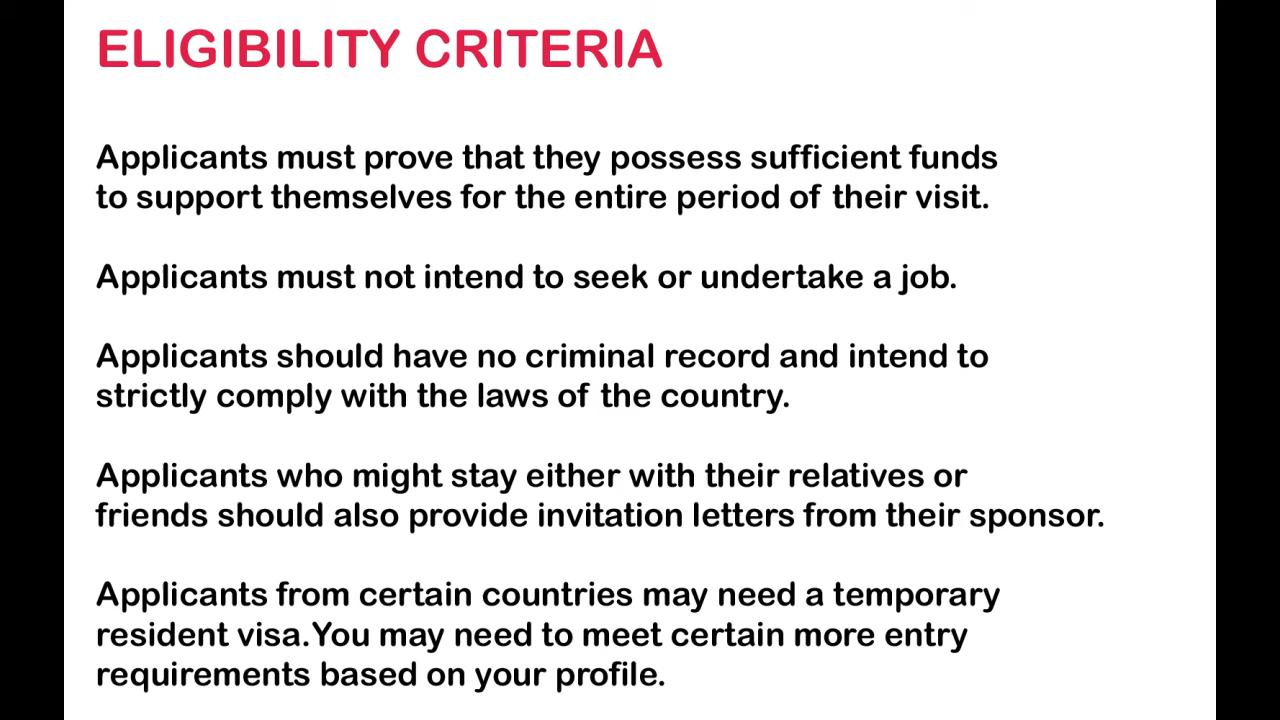 ELIGIBILITY CRITERIA
Applicants must prove that they possess sufficient funds
to support themselves for the entire period of their visit.
Applicants must not intend to seek or undertake a job.
Applicants should have no criminal record and intend to
strictly comply with the laws of the country.
Applicants who might stay either with their relatives or
friends should also provide invitation letters from their sponsor.
Applicants from certain countries may need a temporary
resident visa.You may need to meet certain more entry
requirements based on your profile.